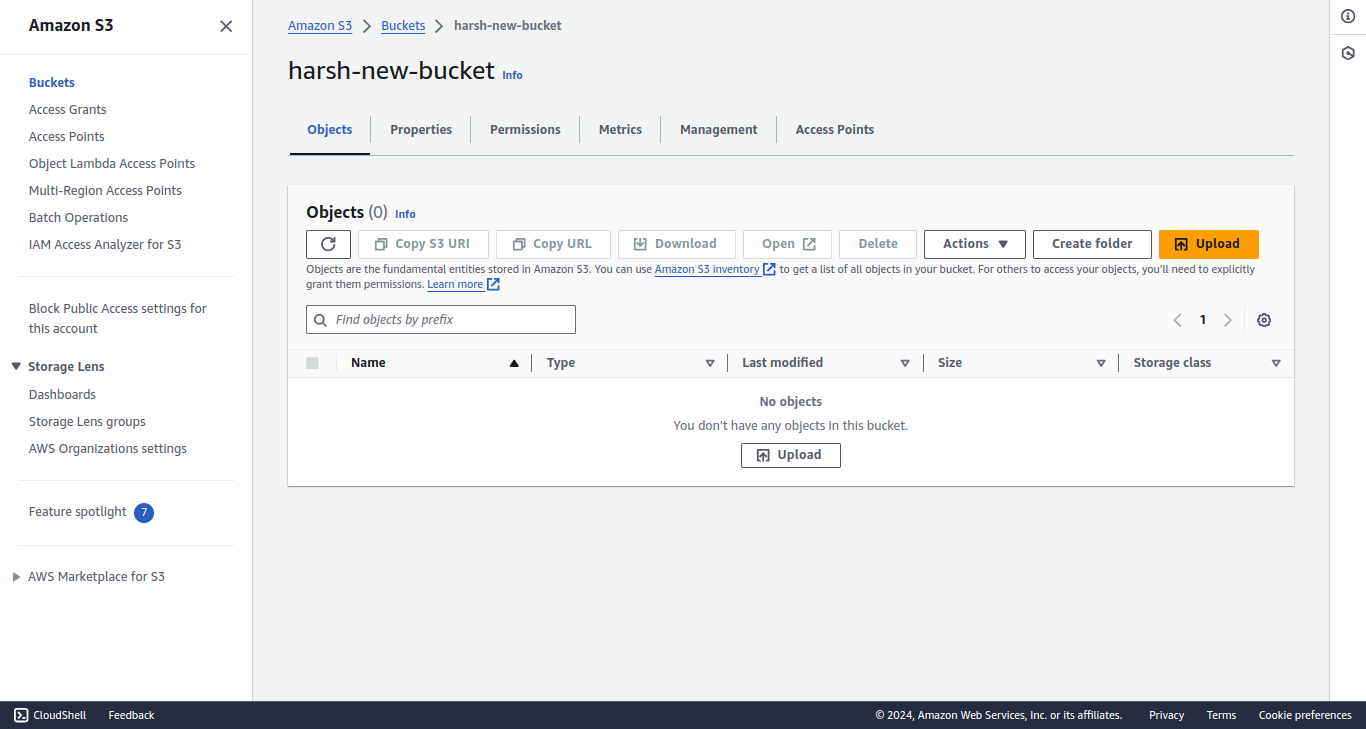 Amazon S3
Buckets
Access Grants
Access Points
Object Lambda Access Points
Multi-Region Access Points
Batch Operations
IAM Access Analyzer for S3
Block Public Access settings for
this account
Storage Lens
Dashboards
Storage Lens groups
AWS Organizations settings
Feature spotlight 7
AWS Marketplace for S3
Amazon S3 Buckets harsh-new-bucket
harsh-new-bucket Info
Objects Properties Permissions Metrics Management Access Points
Objects (0) Info
Copy S3 URI Copy URL Download Open Delete Actions Create folder Upload
Objects are the fundamental entities stored in Amazon S3. You can use Amazon S3 inventory to get a list of all objects in your bucket. For others to access your objects, you'll need to explicitly
grant them permissions. Learn more
Find objects by prefix 1
Name Type Last modified Size Storage class
No objects
You don't have any objects in this bucket.
Upload
CloudShell Feedback © 2024, Amazon Web Services, Inc. or its affiliates. Privacy Terms Cookie preferences